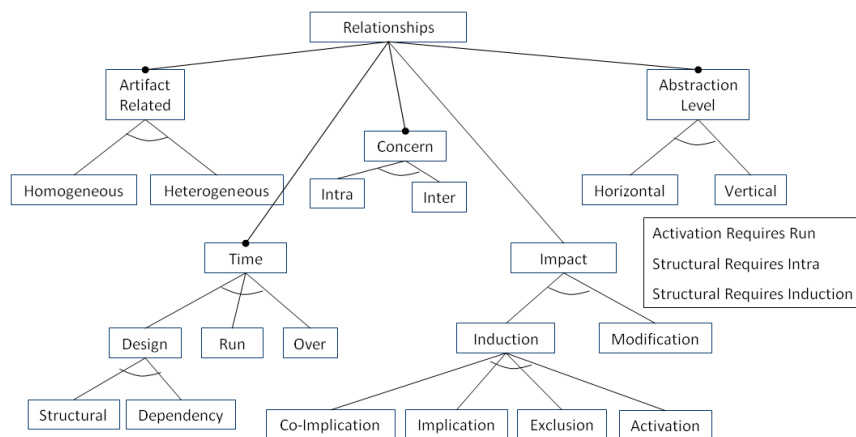 Relationships
Artifact
Related
Abstraction
Level
Concern
Homogeneous
Heterogeneous
Intra
Inter
Horizontal
Vertical
Activation Requires Run
Structural Requires Intra
Structural Requires Induction
Time
Impact
Design
Run
Over
Induction
Modification
Structural
Dependency
Co-Implication
Implication
Exclusion
Activation